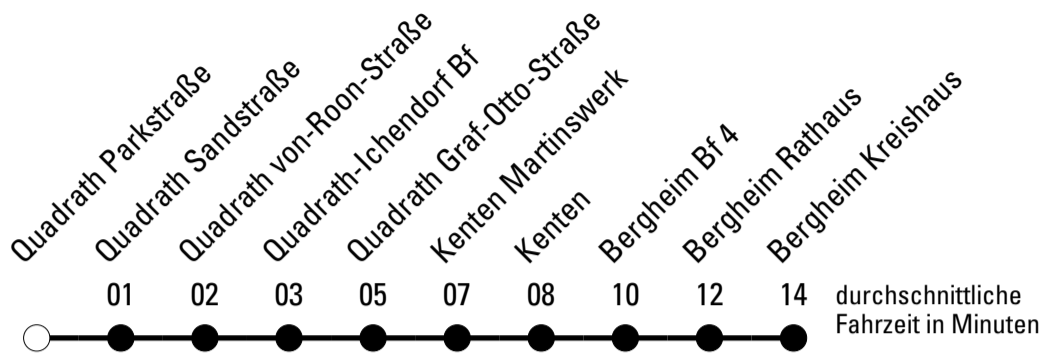 Quadrath Parkstraße
Quadrath Sandstraße
Quadrath von-Roon-Straße
Quadrath-Ichendorf Bf
Quadrath Graf-Otto-Straße
Kenten Martinswerk
Kenten
Bergheim Bf 4
Bergheim Rathaus
Bergheim Kreishaus
01 02 03 05 07 08 10 12 14
durchschnittliche
Fahrzeit in Minuten